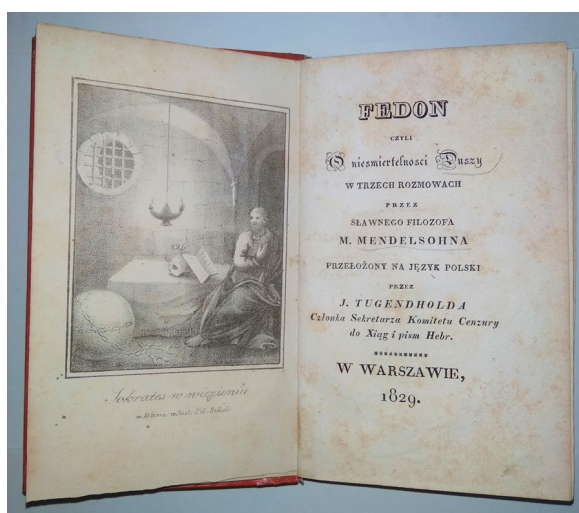 Sokrates w więzieniu
FEDON
CZYLI
O niesmiertelnosci Duszy
W TRZECH ROZMOWACH
PRZEZ
SŁAWNEGO FILOZOFA
M. MENDELSOHNA
PRZEŁOŻONY NA JĘZYK POLSKI
PRZEZ
J. TUGENDHOLDA
Członka Sekretarza Komitetu Cenzury
do Xiąg i pism Hebr.
W WARSZAWIE,
1829.